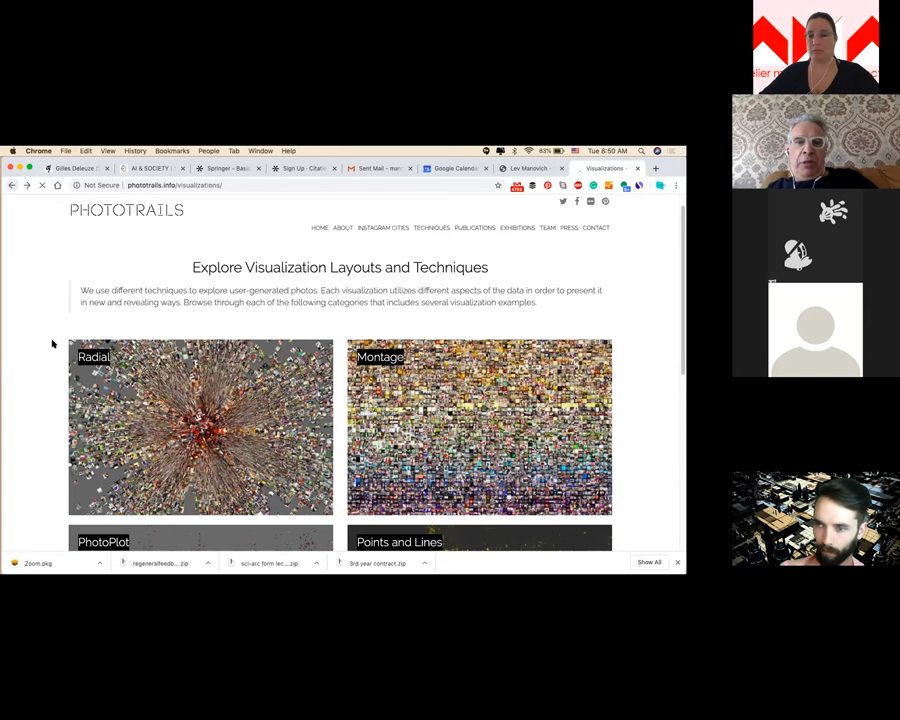 Chrome File Edit View History Bookmarks People Tab Window Help 83% Tue 8:50 AM
Gilles Deleuze AI & SOCIETY Springer - Sign Up - Citati Sent Mail - Google Calend Lev Manovich - Visualizations -
Not Secure phototrails.info/visualizations/
PHOTOTRAILS
HOME ABOUT INSTAGRAM CITIES TECHNIQUES PUBLICATIONS EXHIBITIONS TEAM PRESS CONTACT
Explore Visualization Layouts and Techniques
We use different techniques to explore user-generated photos. Each visualization utilizes different aspects of the data in order to present it
in new and revealing ways. Browse through each of the following categories that includes several visualization examples.
Radial
Montage
PhotoPlot
Points and Lines
Zoom.pkg regeneralfeedb...zip sci-arc form lec...zip 3rd year contract.zip Show All